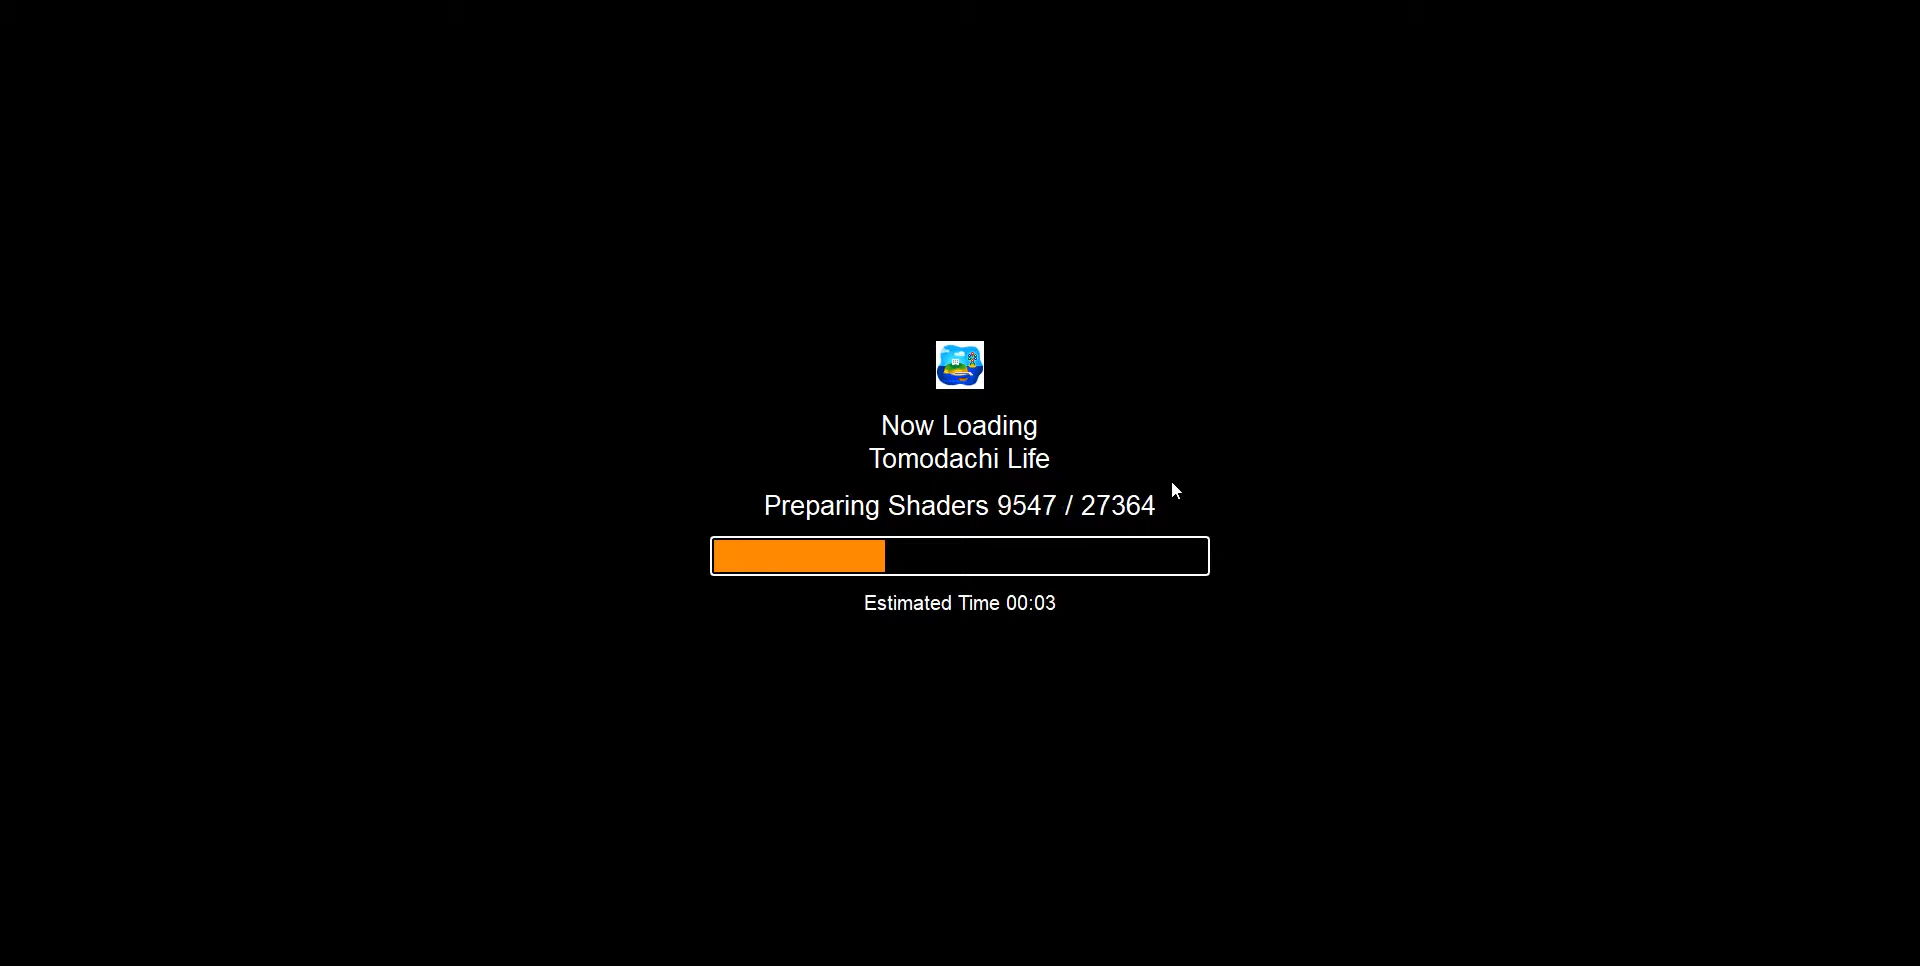 Now Loading
Tomodachi Life
Preparing Shaders 9547 / 27364
Estimated Time 00:03